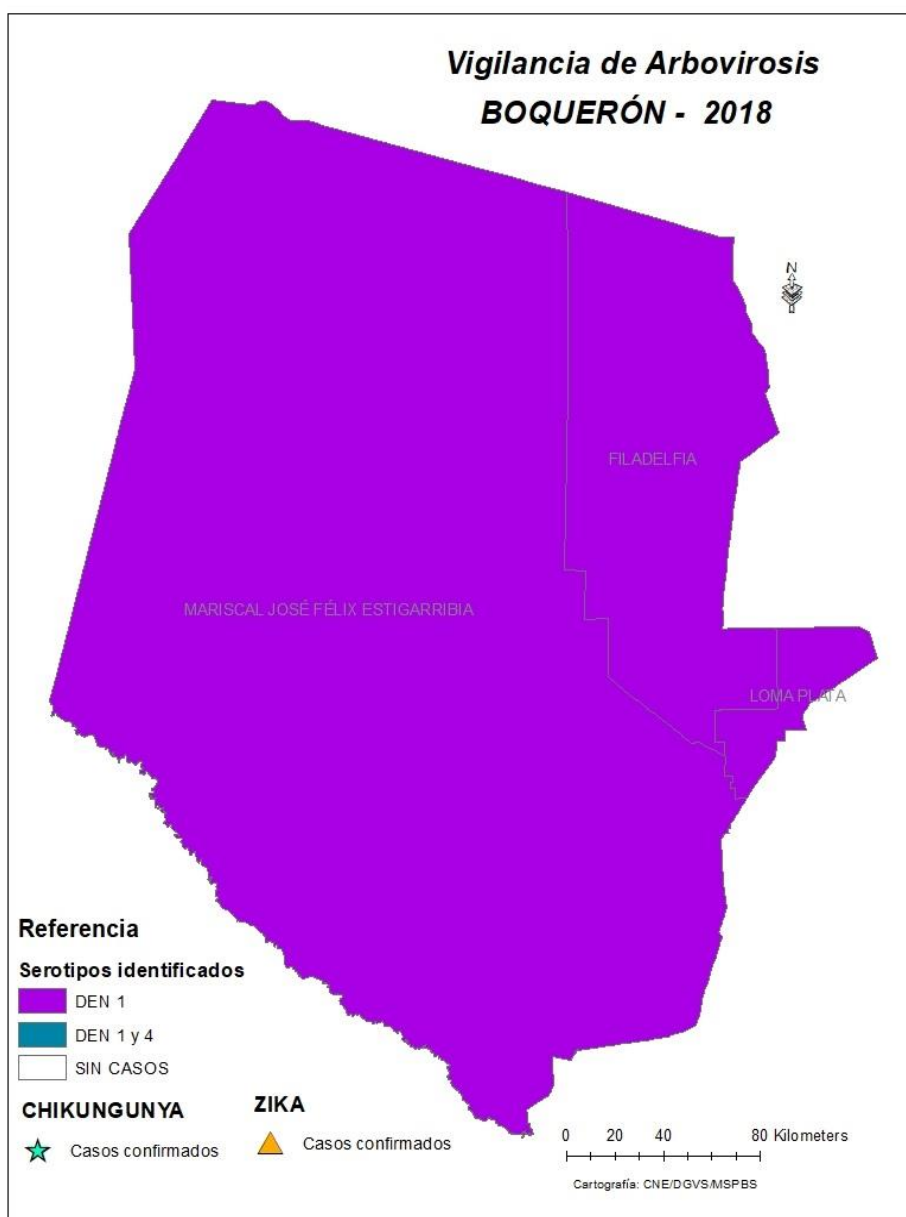 Vigilancia de Arbovirosis
BOQUERÓN - 2018
N
FILADELFIA
MARISCAL JOSÉ FÉLIX ESTIGARRIBIA
LOMA PLATA
Referencia
Serotipos identificados
DEN 1
DEN 1 y 4
SIN CASOS
CHIKUNGUNYA
Casos confirmados
ZIKA
Casos confirmados
0 20 40 80 Kilometers
Cartografía: CNE/DGVS/MSPBS